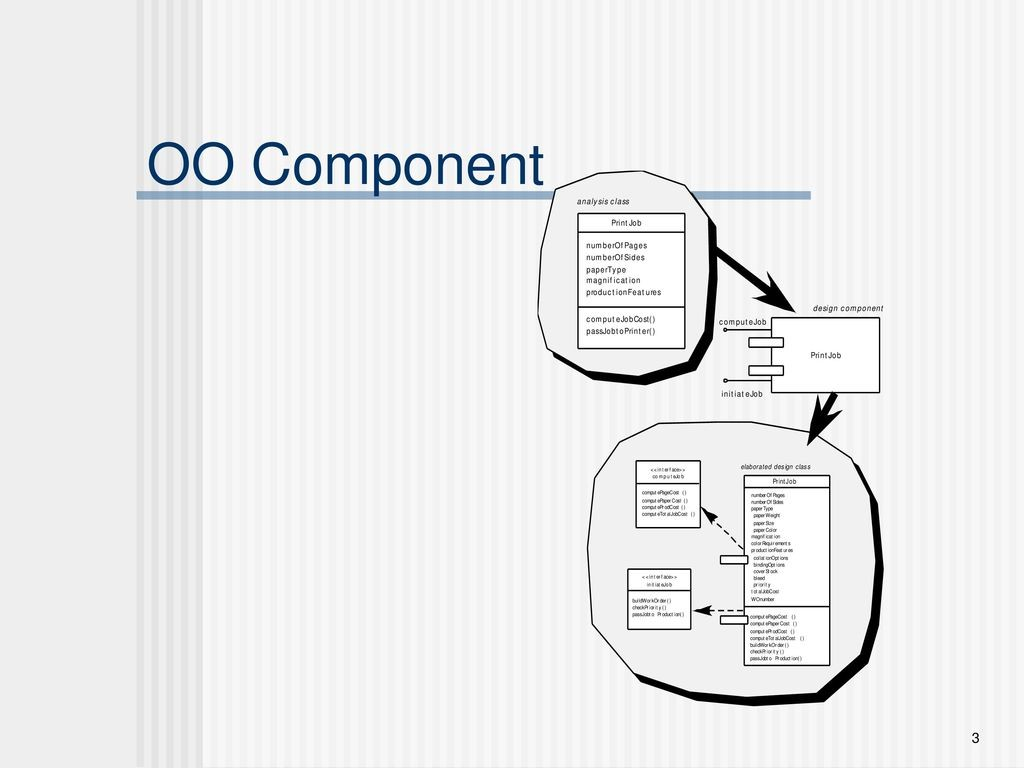 OO Component
analysis class
PrintJob
numberOfPages
numberOfSides
paperType
magnification
productionFeatures
computeJobCost()
passJobtoPrinter()
design component
computeJob
PrintJob
initiateJob
elaborated design class
PrintJob
numberOfPages
numberOfSides
paperType
paperWeight
paperSize
paperColor
magnification
colorRequirements
productionFeatures
collationOptions
bindingOptions
coverStock
bleed
priority
totalJobCost
WOnumber
computePageCost ()
computePaperCost ()
computeProdCost ()
computeTotalJobCost ()
buildWorkOrder()
checkPriority ()
passJobto Production()
<<interface>>
computeJob
computePageCost ()
computePaperCost ()
computeProdCost ()
computeTotalJobCost ()
<<interface>>
initiateJob
buildWorkOrder()
checkPriority ()
passJobto Production()
3